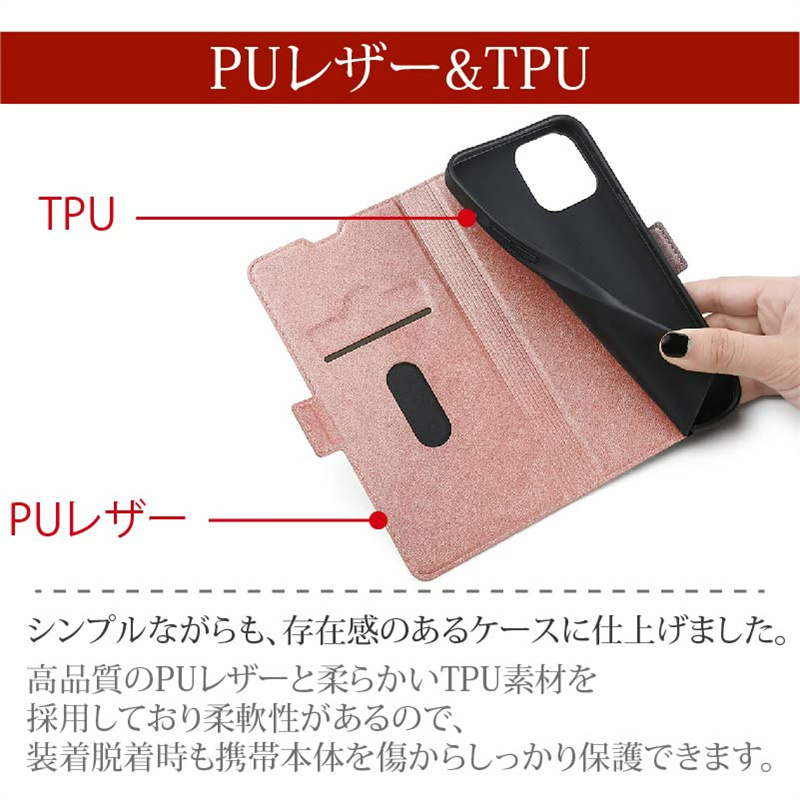 PUレザー&TPU
TPU
PUレザー
シンプルながらも、存在感のあるケースに仕上げました。
高品質のPUレザーと柔らかいTPU素材を
採用しており柔軟性があるので、
装着脱着時も携帯本体を傷からしっかり保護できます。